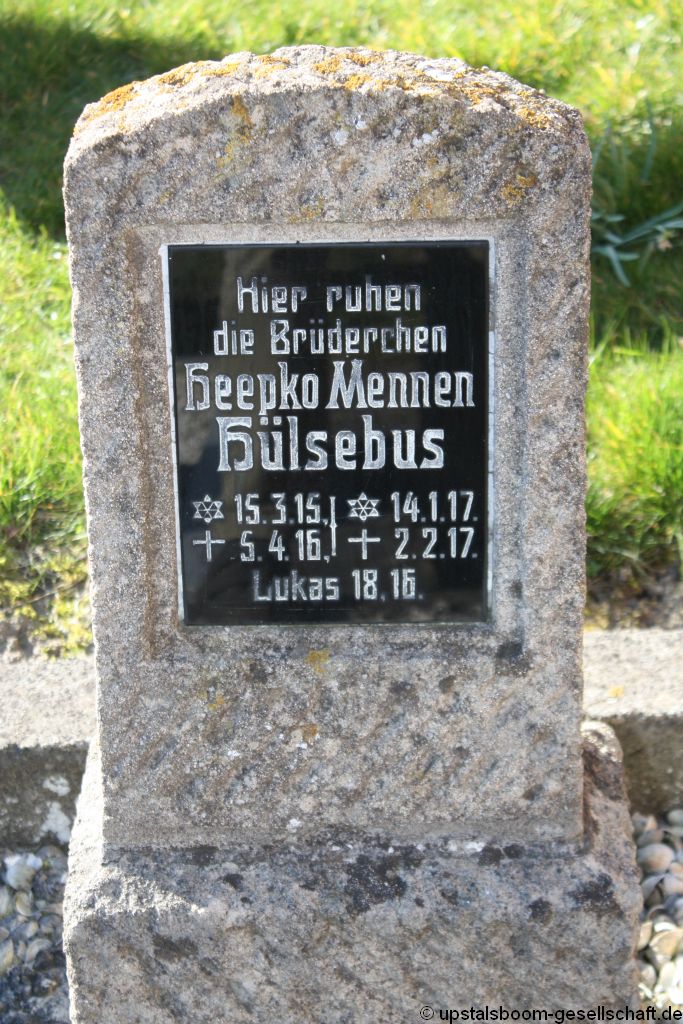 Hier ruhen
die Brüderchen
Heepko Mennen
Hülsebus
✡ 15.3.15. ✡ 14.1.17.
+ 5.4.16. + 2.2.17.
Lukas 18,16.
© upstalsboom-gesellschaft.de